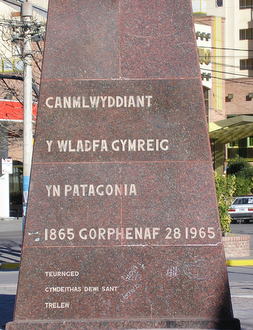 CANMLWYDDIANT
Y WLADFA GYMREIG
YN PATAGONIA
1865 GORPHENAF 28 1965
TEURNGED
CYMDEITHAS DEWI SANT
TRELEW